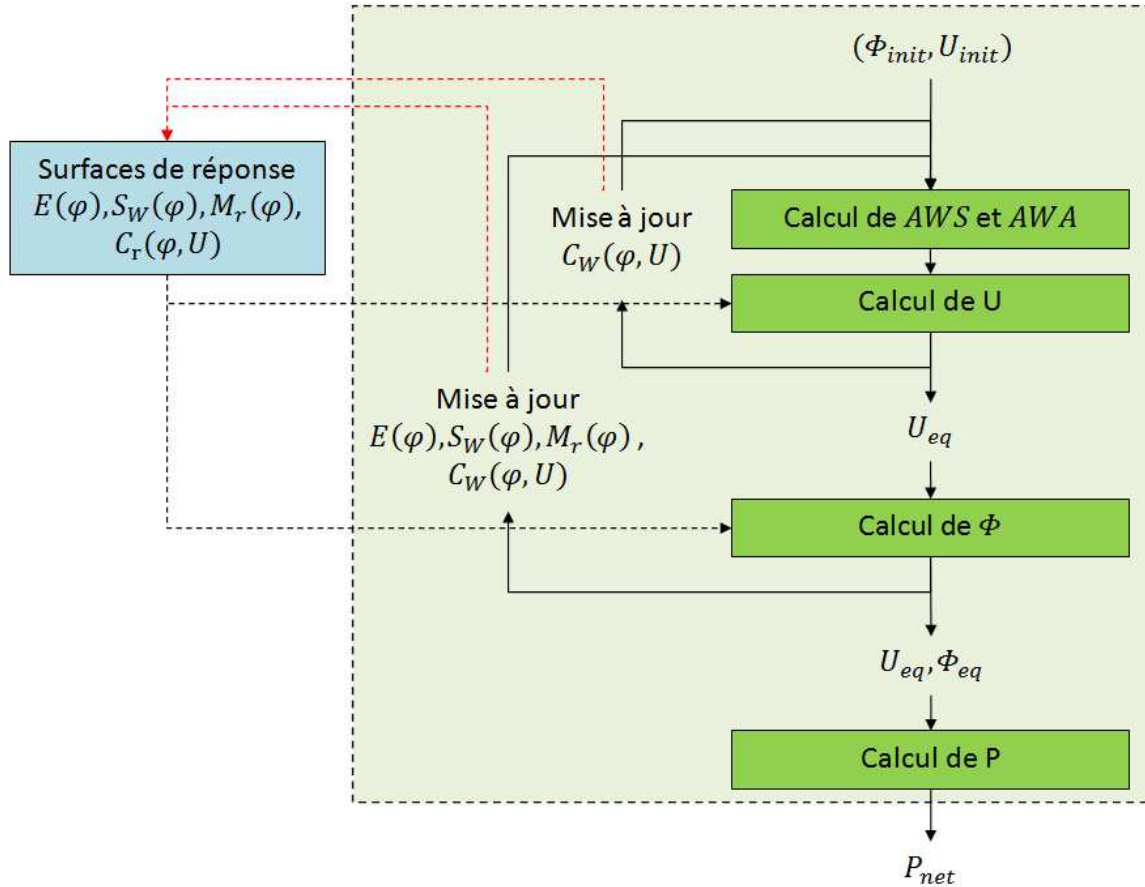 (Φ_init, U_init)
Surfaces de réponse
E(φ), S_W(φ), M_r(φ),
C_r(φ, U)
Mise à jour
C_W(φ, U)
Calcul de AWS et AWA
Calcul de U
Mise à jour
E(φ), S_W(φ), M_r(φ) ,
C_W(φ, U)
U_eq
Calcul de Φ
U_eq, Φ_eq
Calcul de P
P_net